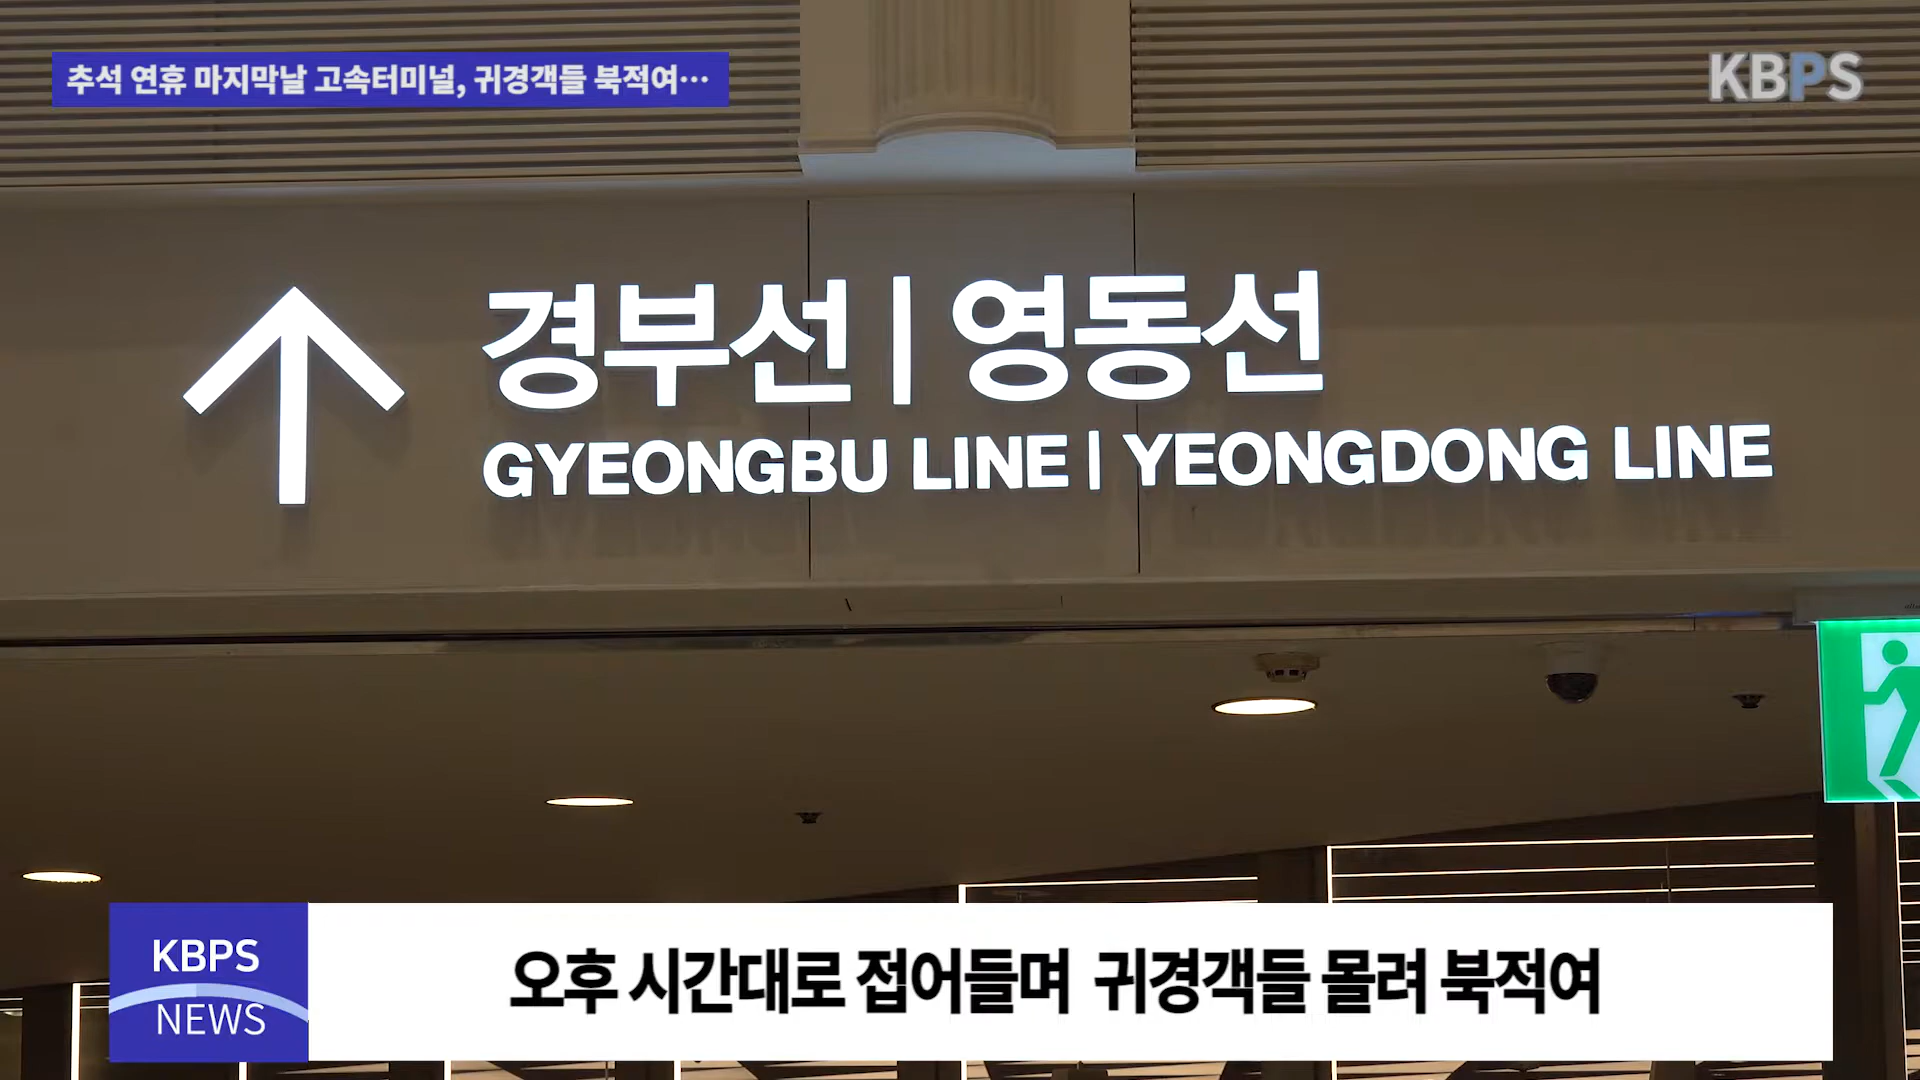 추석 연휴 마지막날 고속터미널, 귀경객들 북적여…
KBPS
경부선 | 영동선
GYEONGBU LINE | YEONGDONG LINE
KBPS
NEWS
오후 시간대로 접어들며 귀경객들 몰려 북적여